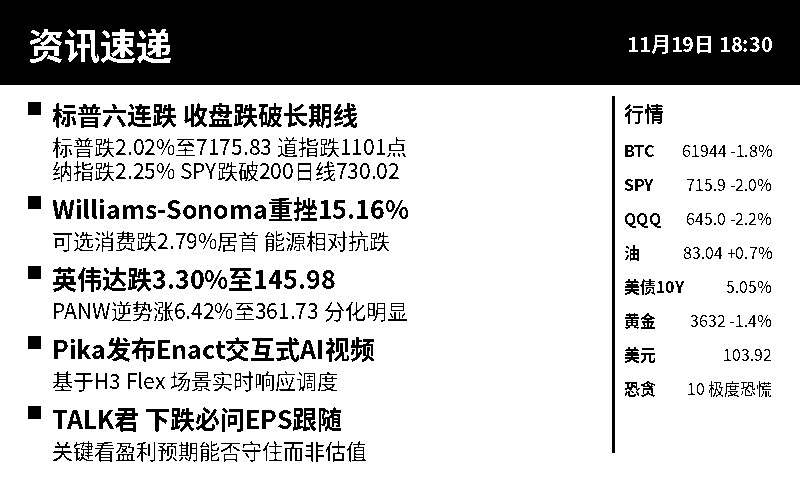 资讯速递
11月19日 18:30
标普六连跌 收盘跌破长期线
标普跌2.02%至7175.83 道指跌1101点
纳指跌2.25% SPY跌破200日线730.02
Williams-Sonoma重挫15.16%
可选消费跌2.79%居首 能源相对抗跌
英伟达跌3.30%至145.98
PANW逆势涨6.42%至361.73 分化明显
Pika发布Enact交互式AI视频
基于H3 Flex 场景实时响应调度
TALK君 下跌必问EPS跟随
关键看盈利预期能否守住而非估值
行情
BTC 61944 -1.8%
SPY 715.9 -2.0%
QQQ 645.0 -2.2%
油 83.04 +0.7%
美债10Y 5.05%
黄金 3632 -1.4%
美元 103.92
恐贪 10 极度恐慌